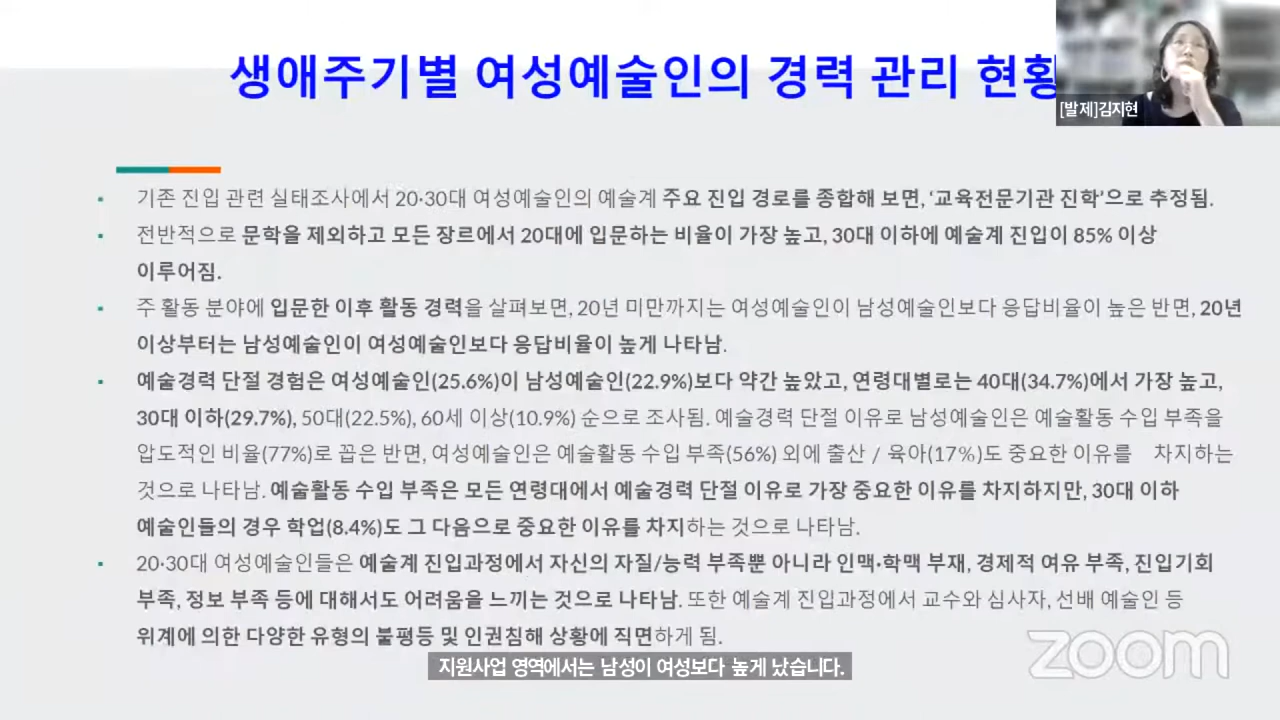 생애주기별 여성예술인의 경력 관리 현황
[발제]김지현
기존 진입 관련 실태조사에서 20·30대 여성예술인의 예술계 주요 진입 경로를 종합해 보면, ‘교육전문기관 진학’으로 추정됨.
전반적으로 문학을 제외하고 모든 장르에서 20대에 입문하는 비율이 가장 높고, 30대 이하에 예술계 진입이 85% 이상
이루어짐.
주 활동 분야에 입문한 이후 활동 경력을 살펴보면, 20년 미만까지는 여성예술인이 남성예술인보다 응답비율이 높은 반면, 20년
이상부터는 남성예술인이 여성예술인보다 응답비율이 높게 나타남.
예술경력 단절 경험은 여성예술인(25.6%)이 남성예술인(22.9%)보다 약간 높았고, 연령대별로는 40대(34.7%)에서 가장 높고,
30대 이하(29.7%), 50대(22.5%), 60세 이상(10.9%) 순으로 조사됨. 예술경력 단절 이유로 남성예술인은 예술활동 수입 부족을
압도적인 비율(77%)로 꼽은 반면, 여성예술인은 예술활동 수입 부족(56%) 외에 출산 / 육아(17%)도 중요한 이유를 차지하는
것으로 나타남. 예술활동 수입 부족은 모든 연령대에서 예술경력 단절 이유로 가장 중요한 이유를 차지하지만, 30대 이하
예술인들의 경우 학업(8.4%)도 그 다음으로 중요한 이유를 차지하는 것으로 나타남.
20·30대 여성예술인들은 예술계 진입과정에서 자신의 자질/능력 부족뿐 아니라 인맥·학맥 부재, 경제적 여유 부족, 진입기회
부족, 정보 부족 등에 대해서도 어려움을 느끼는 것으로 나타남. 또한 예술계 진입과정에서 교수와 심사자, 선배 예술인 등
위계에 의한 다양한 유형의 불평등 및 인권침해 상황에 직면하게 됨.
zoom
지원사업 영역에서는 남성이 여성보다 높게 났습니다.